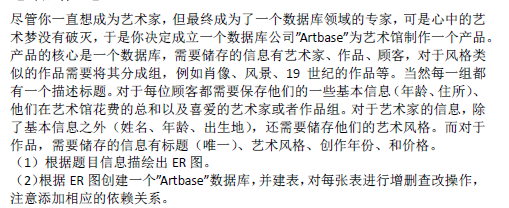 尽管你一直想成为艺术家，但最终成为了一个数据库领域的专家，可是心中的艺
术梦没有破灭，于是你决定成立一个数据库公司"Artbase"为艺术馆制作一个产品。
产品的核心是一个数据库，需要储存的信息有艺术家、作品、顾客，对于风格类
似的作品需要将其分成组，例如肖像、风景、19 世纪的作品等。当然每一组都
有一个描述标题。对于每位顾客都需要保存他们的一些基本信息（年龄、住所）、
他们在艺术馆花费的总和以及喜爱的艺术家或者作品组。对于艺术家的信息，除
了基本信息之外（姓名、年龄、出生地），还需要储存他们的艺术风格。而对于
作品，需要储存的信息有标题（唯一）、艺术风格、创作年份、和价格。
（1）根据题目信息描绘出 ER 图。
（2）根据 ER 图创建一个"Artbase"数据库，并建表，对每张表进行增删查改操作，
注意添加相应的依赖关系。